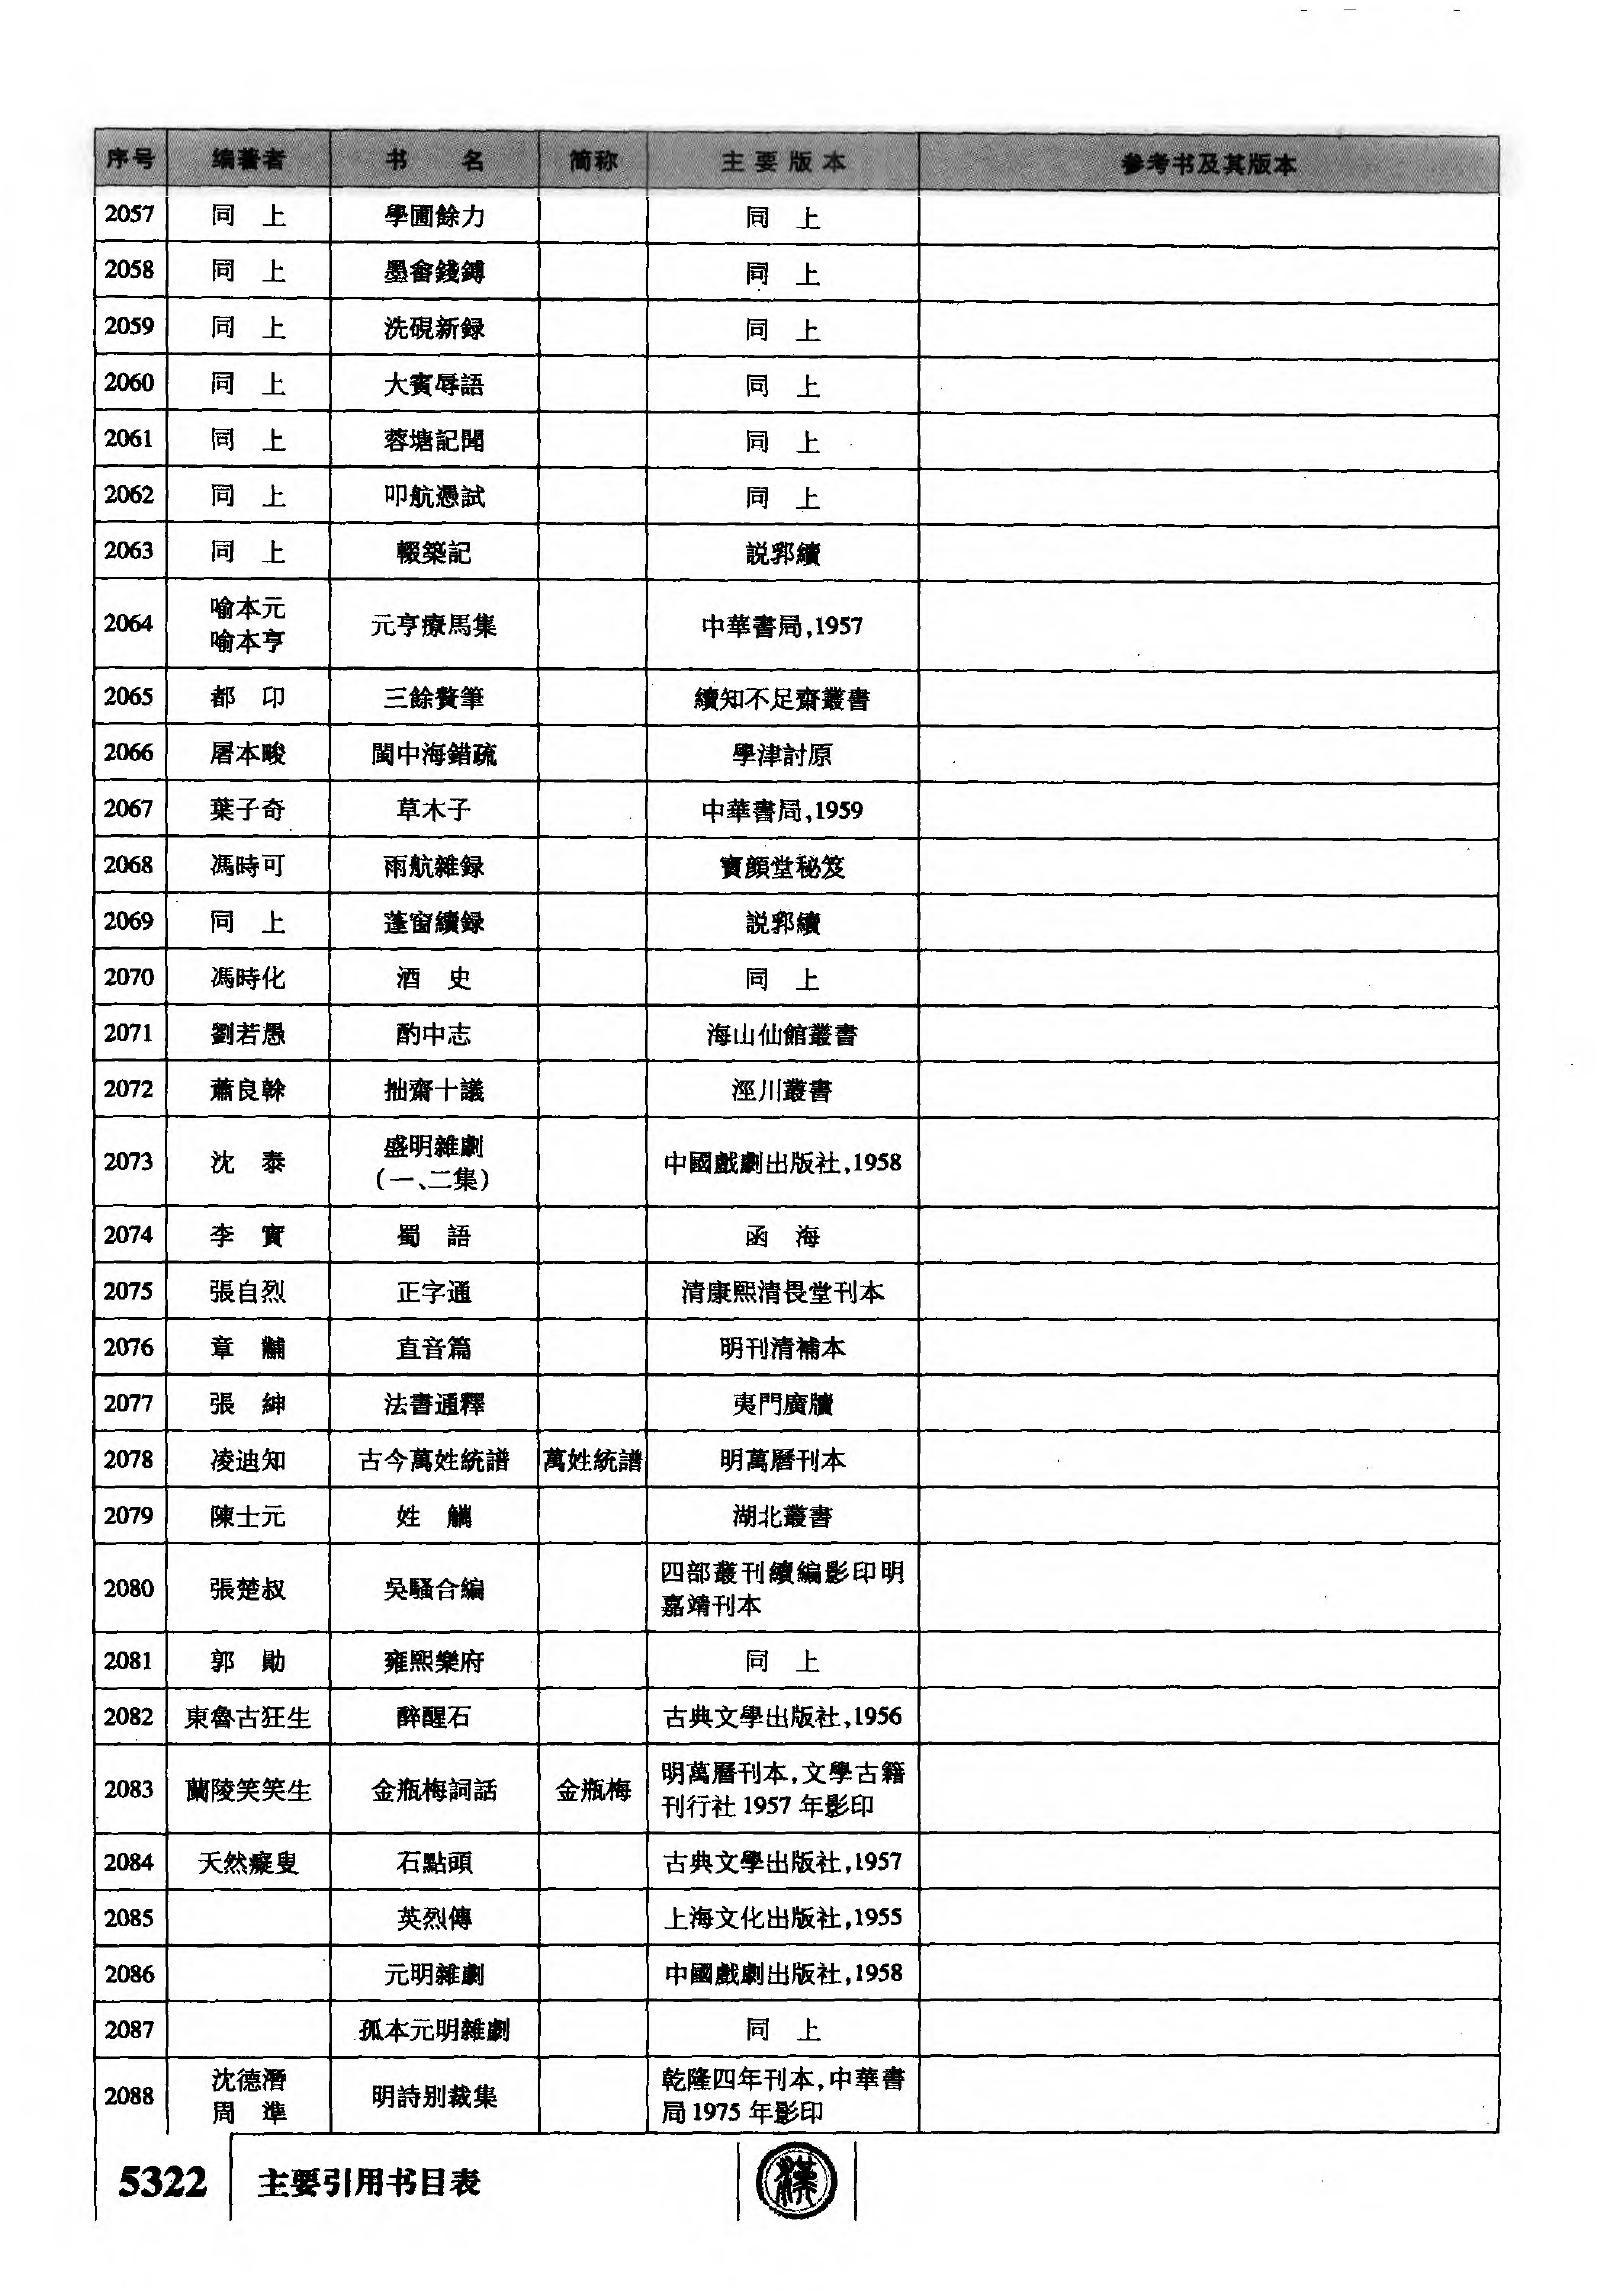 序号 编著者 书 名 简称 主要版本 参考书及其版本
2057 同 上 學圃餘力 同 上
2058 同 上 墨畬錢鎛 同 上
2059 同 上 洗硯新録 同 上
2060 同 上 大賓辱語 同 上
2061 同 上 蓉塘記聞 同 上
2062 同 上 叩航憑試 同 上
2063 同 上 輟築記 説郛續
2064 喻本元 喻本亨 元亨療馬集 中華書局,1957
2065 都 印 三餘贅筆 續知不足齋叢書
2066 屠本畯 閩中海錯疏 學津討原
2067 葉子奇 草木子 中華書局,1959
2068 馮時可 雨航雜録 寶顔堂秘笈
2069 同 上 蓬窗續録 説郛續
2070 馮時化 酒 史 同 上
2071 劉若愚 酌中志 海山仙館叢書
2072 蕭良榦 拙齋十議 涇川叢書
2073 沈 泰 盛明雜劇 (一、二集) 中國戲劇出版社,1958
2074 李 實 蜀 語 函 海
2075 張自烈 正字通 清康熙清畏堂刊本
2076 章 黼 直音篇 明刊清補本
2077 張 紳 法書通釋 夷門廣牘
2078 凌迪知 古今萬姓統譜 萬姓統譜 明萬曆刊本
2079 陳士元 姓 觿 湖北叢書
2080 張楚叔 吳騷合編 四部叢刊續編影印明
嘉靖刊本
2081 郭 勛 雍熙樂府 同 上
2082 東魯古狂生 醉醒石 古典文學出版社,1956
2083 蘭陵笑笑生 金瓶梅詞話 金瓶梅 明萬曆刊本,文學古籍
刊行社1957年影印
2084 天然癡叟 石點頭 古典文學出版社,1957
2085 英烈傳 上海文化出版社,1955
2086 元明雜劇 中國戲劇出版社,1958
2087 孤本元明雜劇 同 上
2088 沈德潛 周 準 明詩别裁集 乾隆四年刊本,中華書
局1975年影印
5322 主要引用书目表
漢